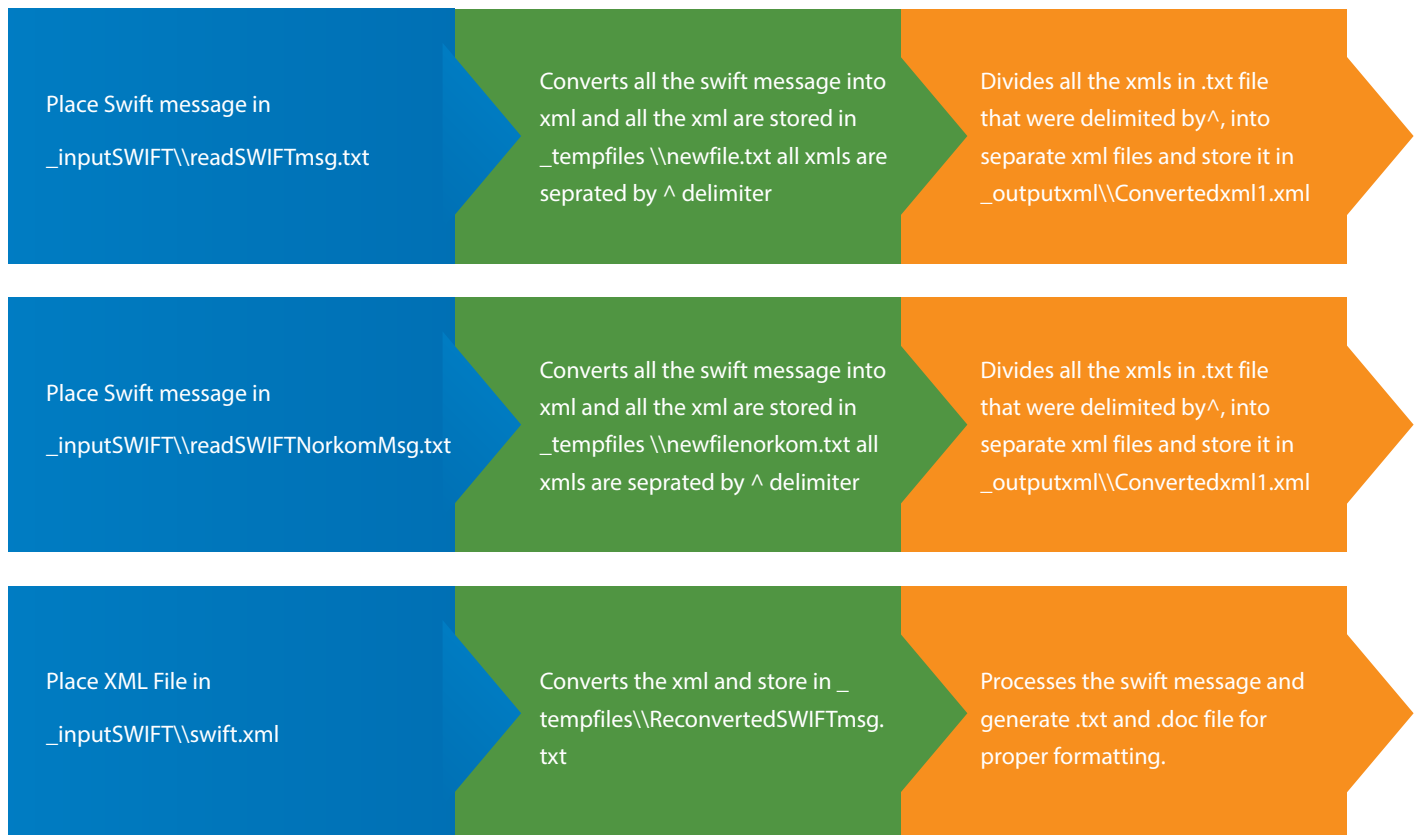 Place Swift message in
_inputSWIFT\\readSWIFTmsg.txt
Converts all the swift message into
xml and all the xml are stored in
_tempfiles \\newfile.txt all xmls are
seprated by ^ delimiter
Divides all the xmls in .txt file
that were delimited by^, into
separate xml files and store it in
_outputxml\\Convertedxml1.xml
Place Swift message in
_inputSWIFT\\readSWIFTNorkomMsg.txt
Converts all the swift message into
xml and all the xml are stored in
_tempfiles \\newfilenorkom.txt all
xmls are seprated by ^ delimiter
Divides all the xmls in .txt file
that were delimited by^, into
separate xml files and store it in
_outputxml\\Convertedxml1.xml
Place XML File in
_inputSWIFT\\swift.xml
Converts the xml and store in _
tempfiles\\ReconvertedSWIFTmsg.
txt
Processes the swift message and
generate .txt and .doc file for
proper formatting.